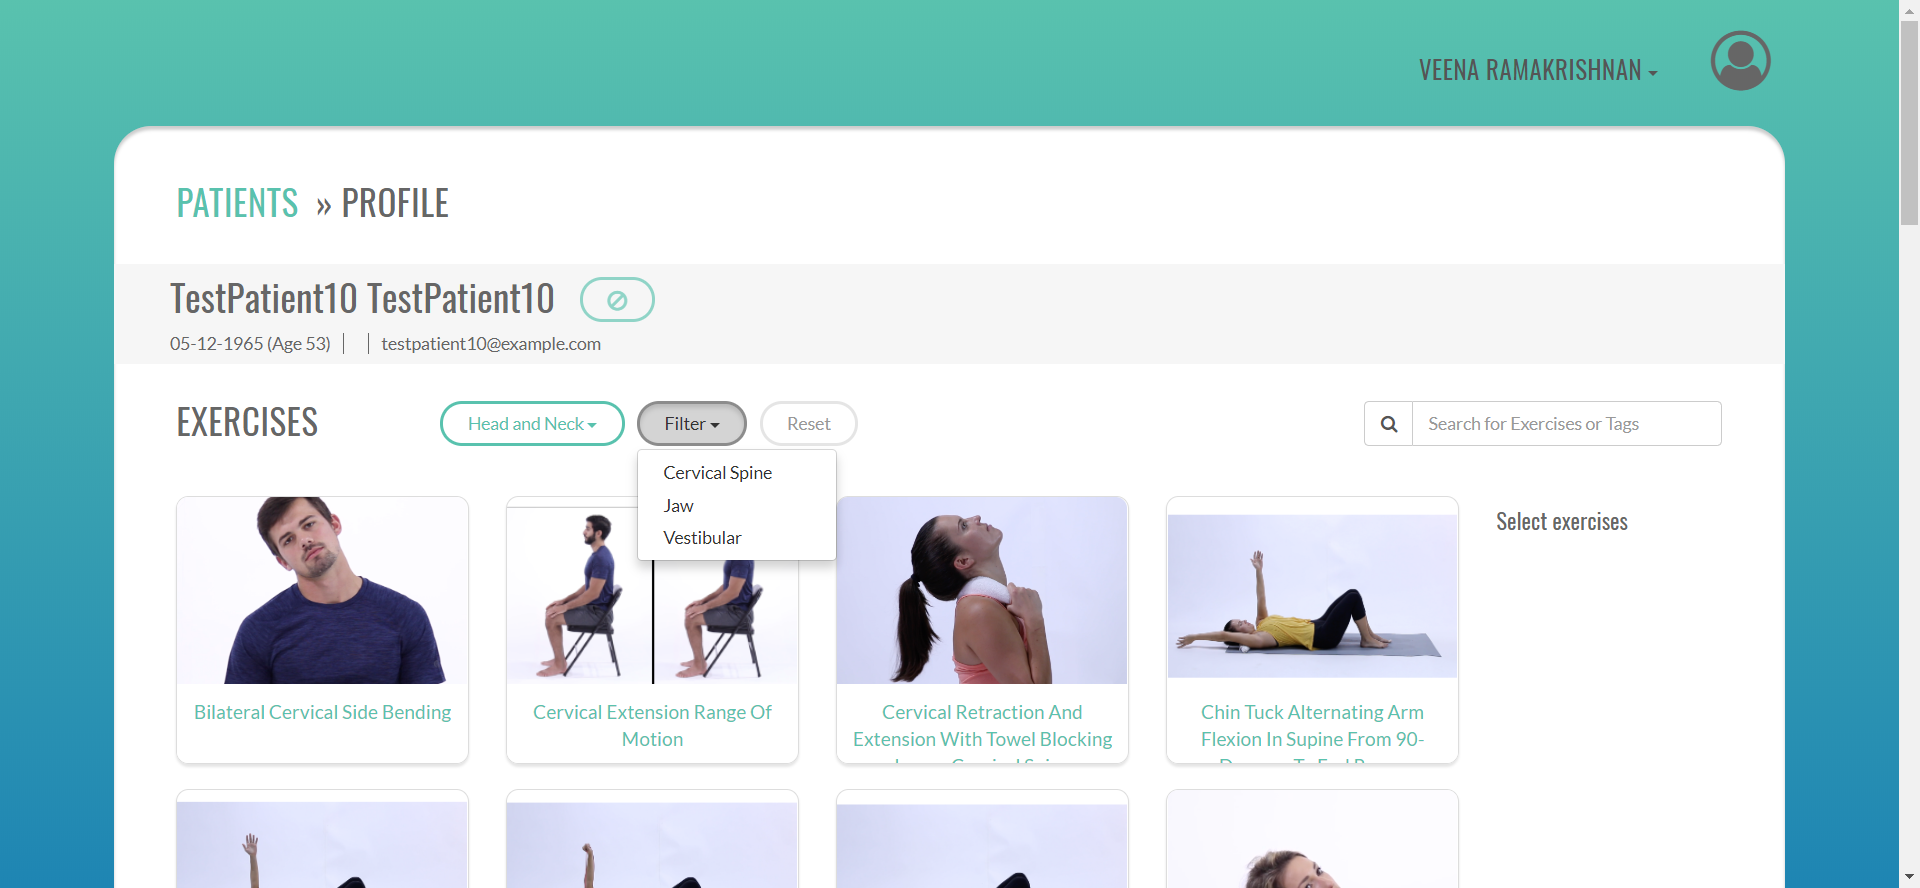 VEENA RAMAKRISHNAN
PATIENTS » PROFILE
TestPatient10 TestPatient10
05-12-1965 (Age 53)
testpatient10@example.com
EXERCISES
Head and Neck
Filter
Reset
Search for Exercises or Tags
Cervical Spine
Jaw
Vestibular
Select exercises
Bilateral Cervical Side Bending
Cervical Extension Range Of
Motion
Cervical Retraction And
Extension With Towel Blocking
Chin Tuck Alternating Arm
Flexion In Supine From 90-